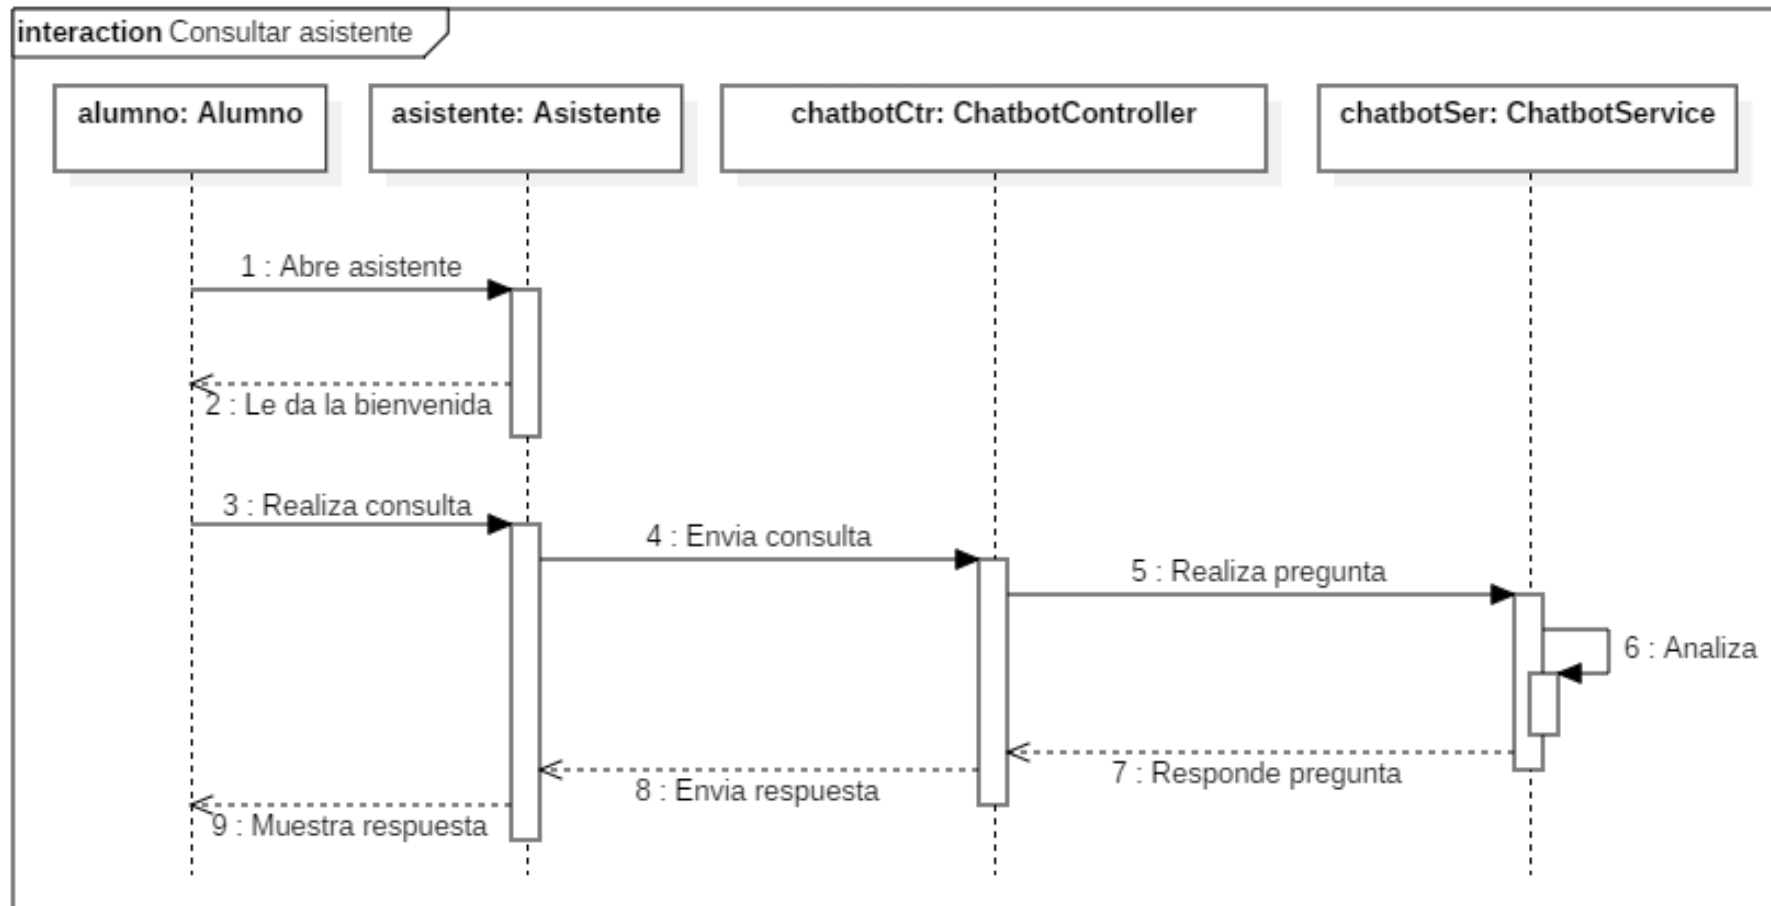 interaction Consultar asistente
alumno: Alumno
asistente: Asistente
chatbotCtr: ChatbotController
chatbotSer: ChatbotService
1 : Abre asistente
2 : Le da la bienvenida
3 : Realiza consulta
4 : Envia consulta
5 : Realiza pregunta
6 : Analiza
7 : Responde pregunta
8 : Envia respuesta
9 : Muestra respuesta